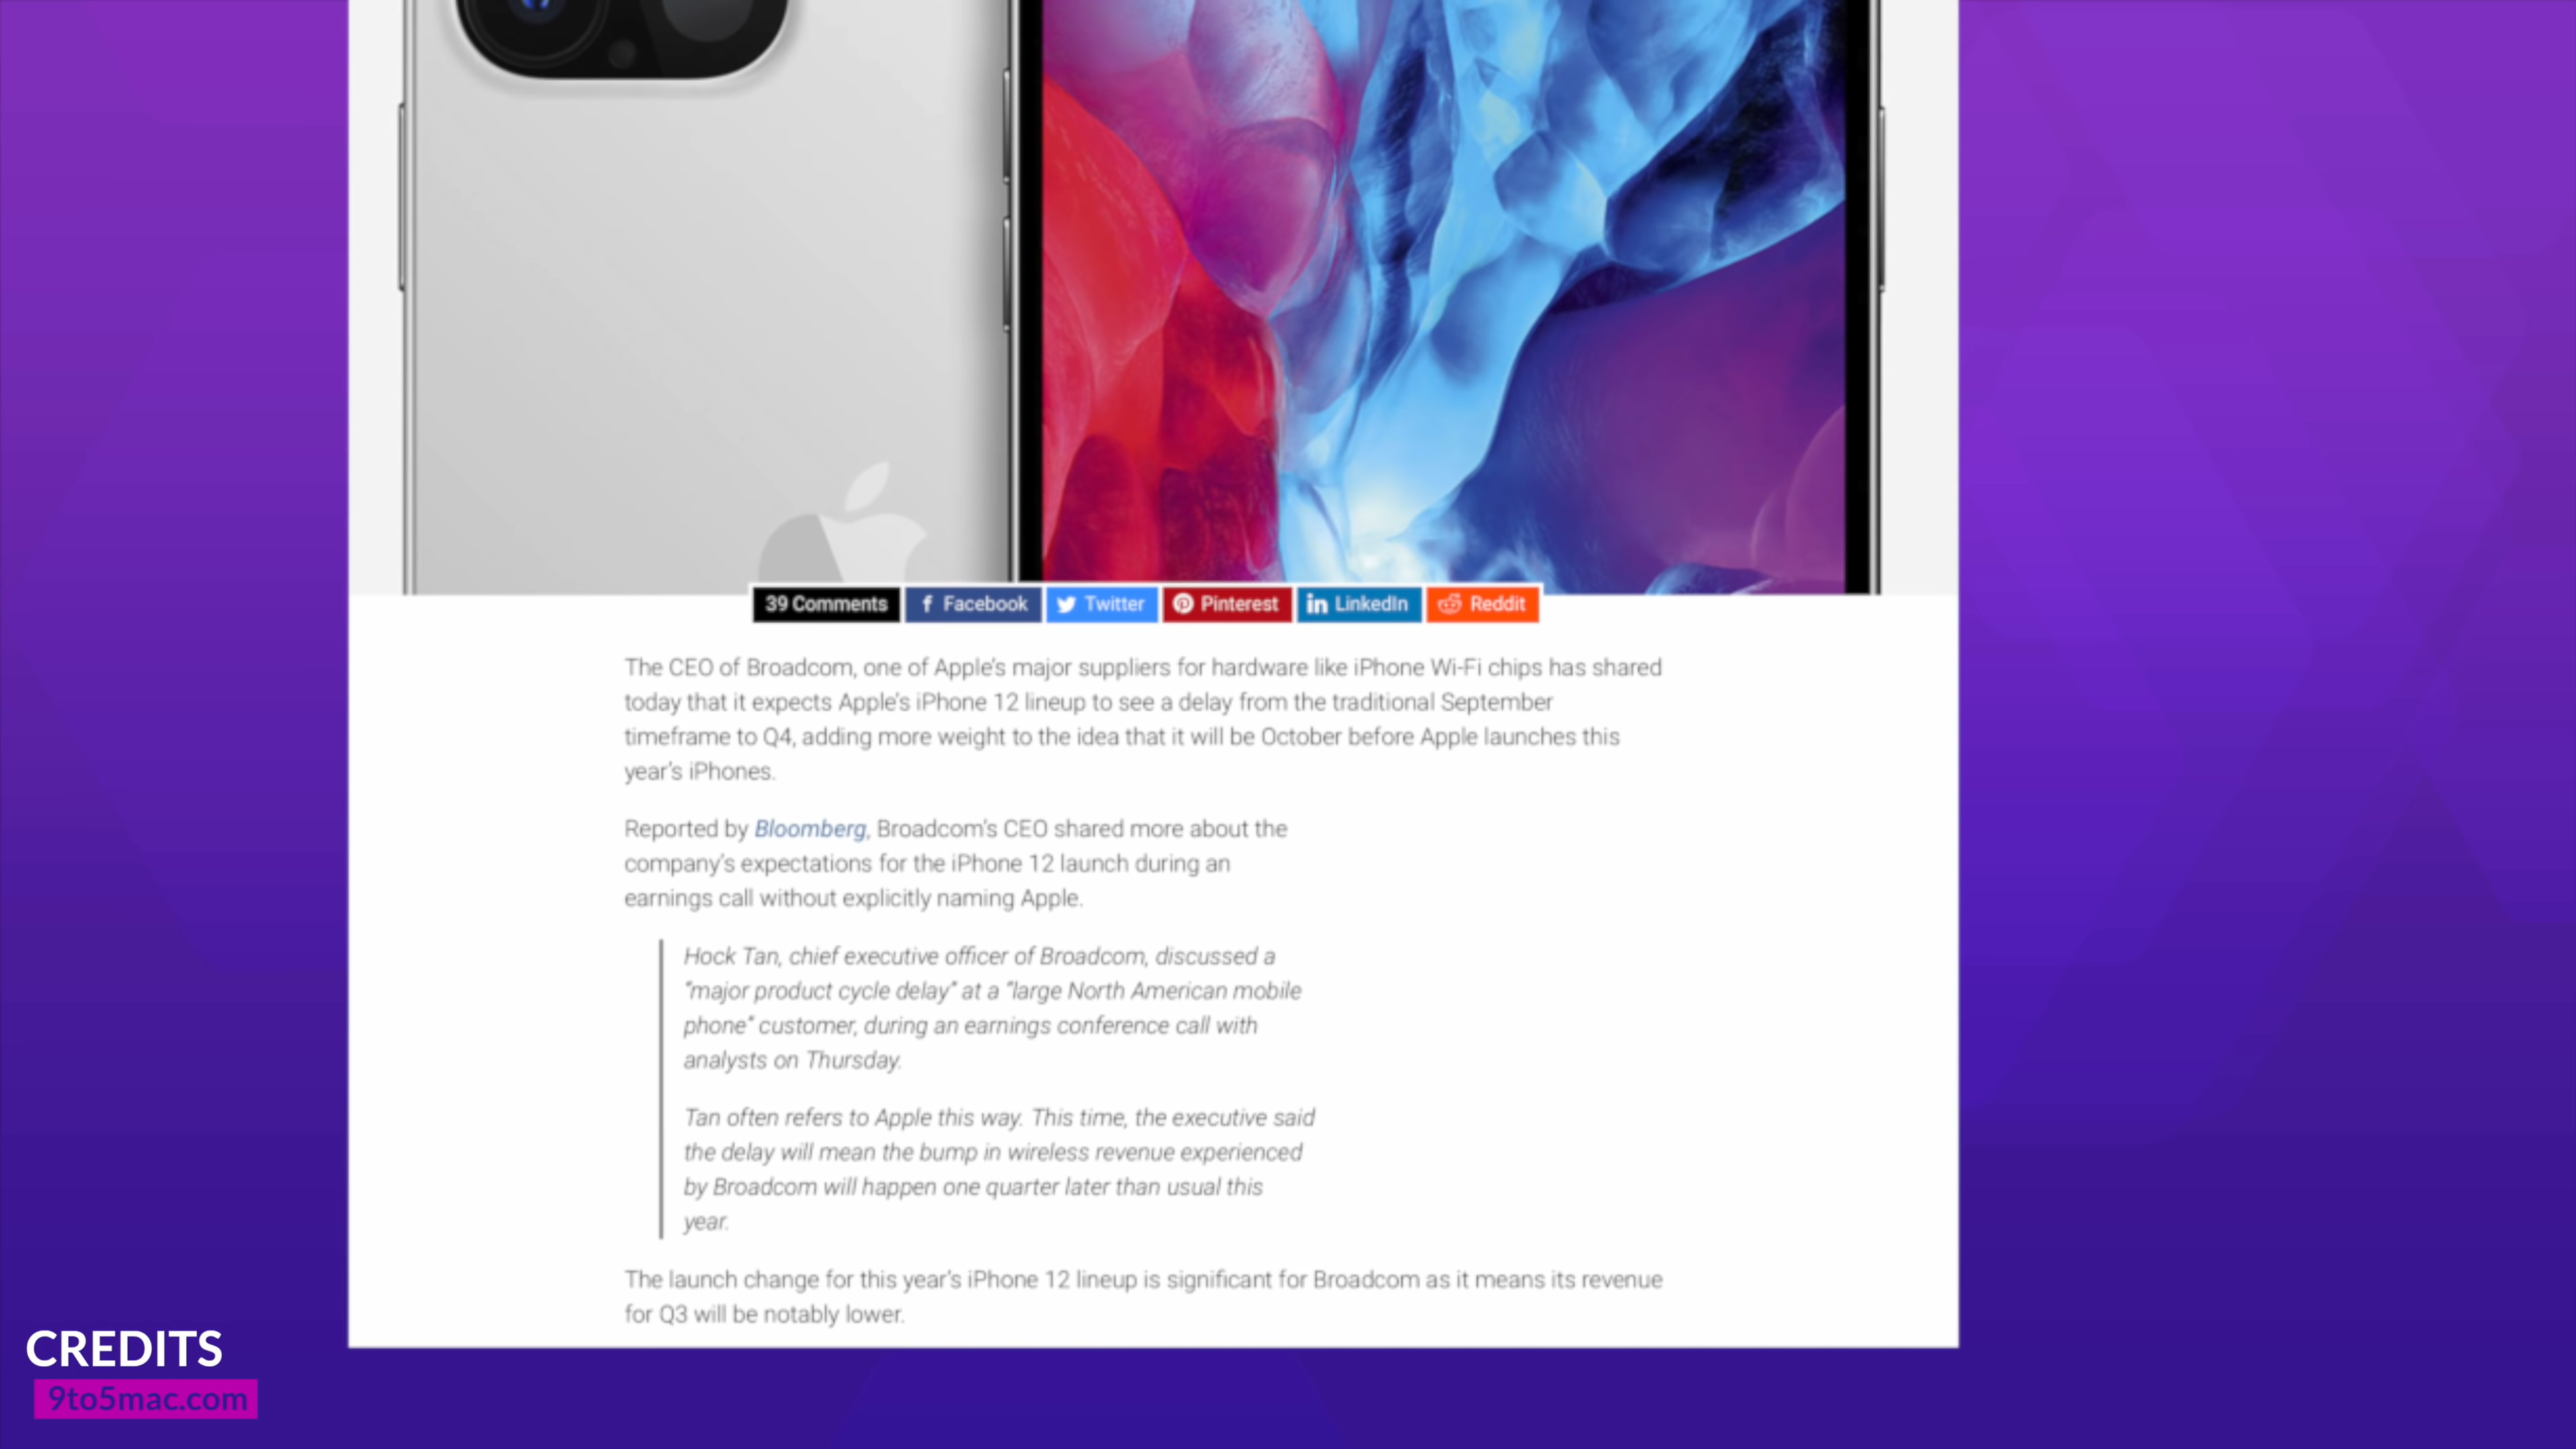 39 Comments Facebook Twitter Pinterest LinkedIn Reddit
The CEO of Broadcom, one of Apple's major suppliers for hardware like iPhone Wi-Fi chips has shared
today that it expects Apple's iPhone 12 lineup to see a delay from the traditional September
timeframe to Q4, adding more weight to the idea that it will be October before Apple launches this
year's iPhones.
Reported by Bloomberg, Broadcom's CEO shared more about the
company's expectations for the iPhone 12 launch during an
earnings call without explicitly naming Apple.
Hock Tan, chief executive officer of Broadcom, discussed a
"major product cycle delay" at a "large North American mobile
phone" customer, during an earnings conference call with
analysts on Thursday.
Tan often refers to Apple this way. This time, the executive said
the delay will mean the bump in wireless revenue experienced
by Broadcom will happen one quarter later than usual this
year.
The launch change for this year's iPhone 12 lineup is significant for Broadcom as it means its revenue
for Q3 will be notably lower.
CREDITS
9to5mac.com